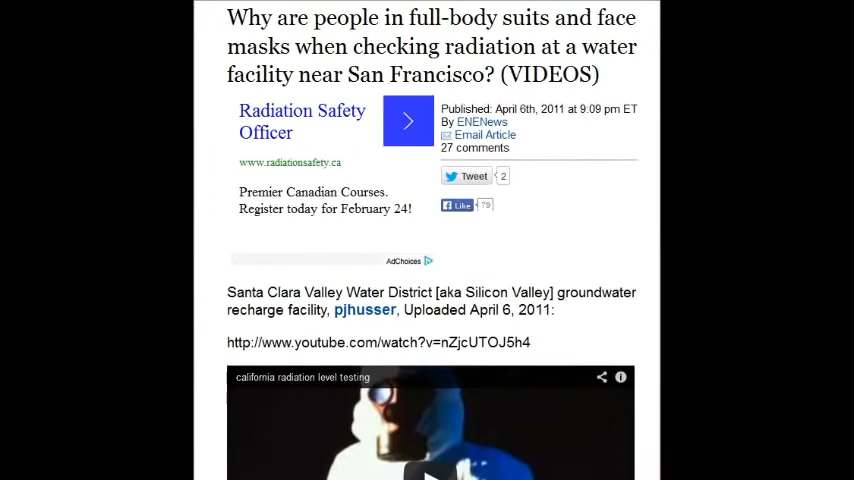 Why are people in full-body suits and face
masks when checking radiation at a water
facility near San Francisco? (VIDEOS)
Radiation Safety
Officer
www.radiationsafety.ca
Premier Canadian Courses.
Register today for February 24!
AdChoices
Published: April 6th, 2011 at 9:09 pm ET
By ENENews
Email Article
27 comments
Tweet 2
Like 79
Santa Clara Valley Water District [aka Silicon Valley] groundwater
recharge facility, pjhusser, Uploaded April 6, 2011:
http://www.youtube.com/watch?v=nZjcUTOJ5h4
california radiation level testing